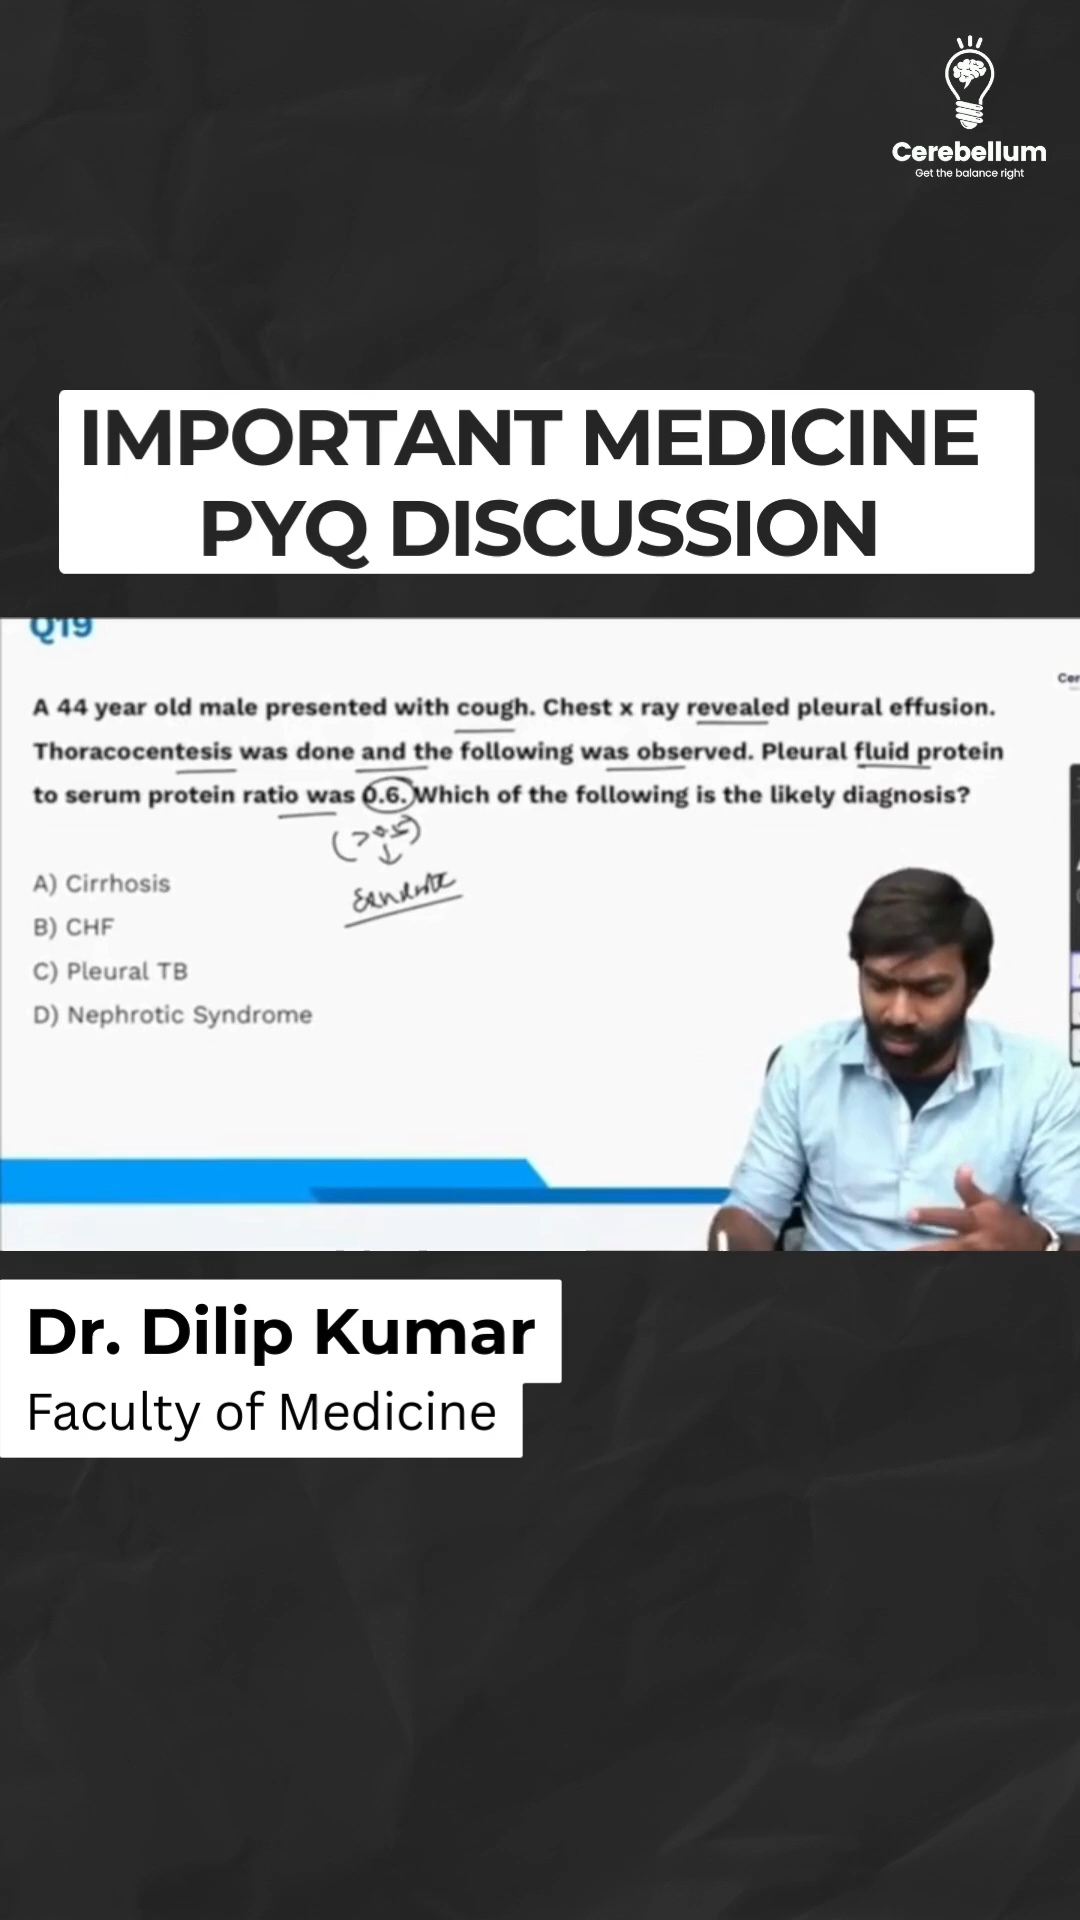 Cerebellum
Get the balance right
IMPORTANT MEDICINE
PYQ DISCUSSION
Q19
Cer
A 44 year old male presented with cough. Chest x ray revealed pleural effusion.
Thoracocentesis was done and the following was observed. Pleural fluid protein
to serum protein ratio was 0.6. Which of the following is the likely diagnosis?
(>0.5)
↓
A) Cirrhosis
B) CHF
C) Pleural TB
D) Nephrotic Syndrome
Dr. Dilip Kumar
Faculty of Medicine